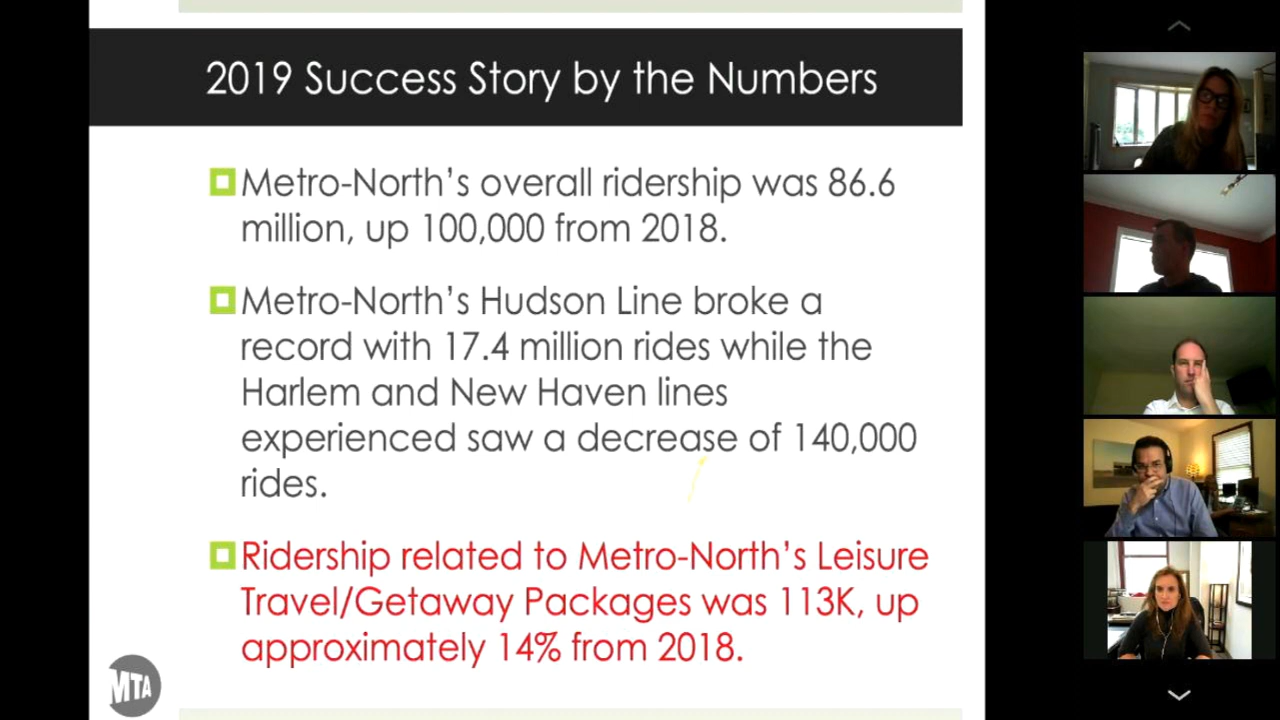 2019 Success Story by the Numbers
Metro-North's overall ridership was 86.6
million, up 100,000 from 2018.
Metro-North's Hudson Line broke a
record with 17.4 million rides while the
Harlem and New Haven lines
experienced saw a decrease of 140,000
rides.
Ridership related to Metro-North's Leisure
Travel/Getaway Packages was 113K, up
approximately 14% from 2018.
MTA